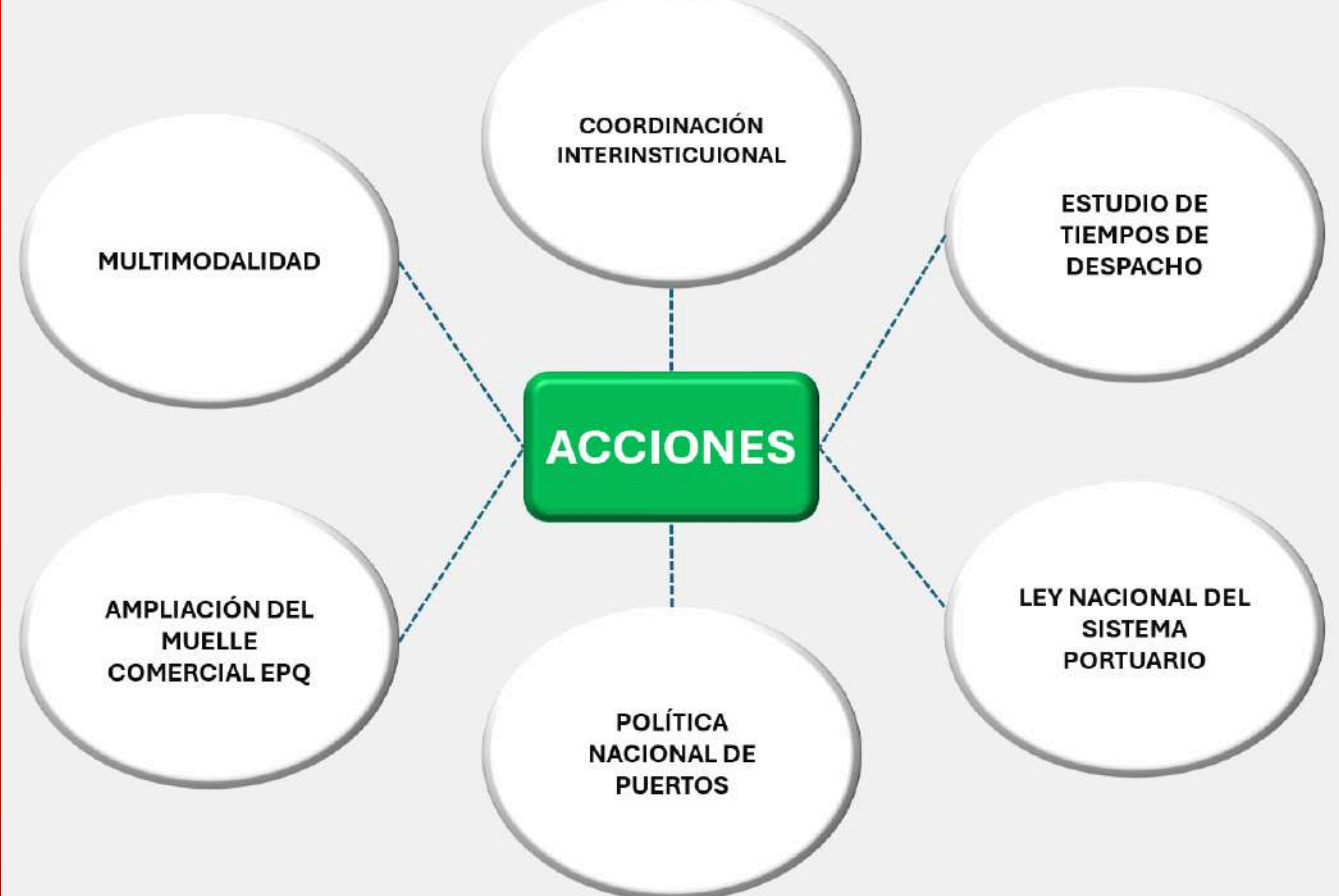 COORDINACIÓN
INTERINSTICUIONAL
MULTIMODALIDAD
ESTUDIO DE
TIEMPOS DE
DESPACHO
ACCIONES
AMPLIACIÓN DEL
MUELLE
COMERCIAL EPQ
LEY NACIONAL DEL
SISTEMA
PORTUARIO
POLÍTICA
NACIONAL DE
PUERTOS